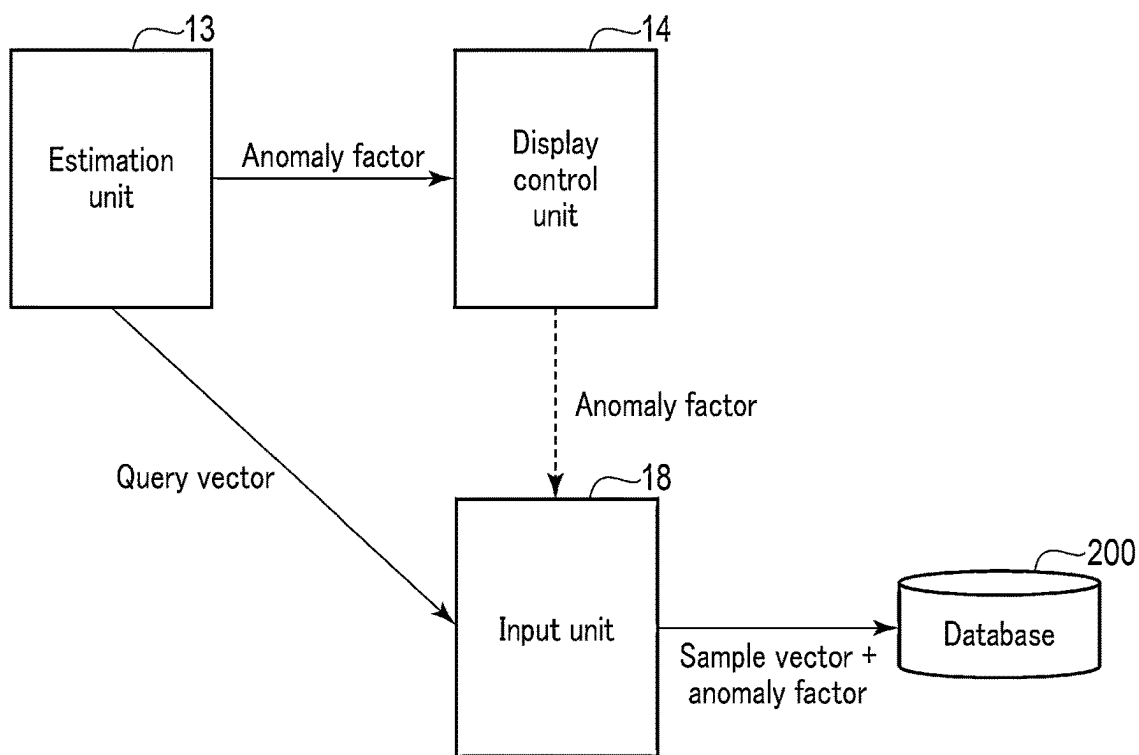 13
14
Estimation
unit
Anomaly factor
Display
control
unit
Anomaly factor
Query vector
18
200
Input unit
Database
Sample vector +
anomaly factor